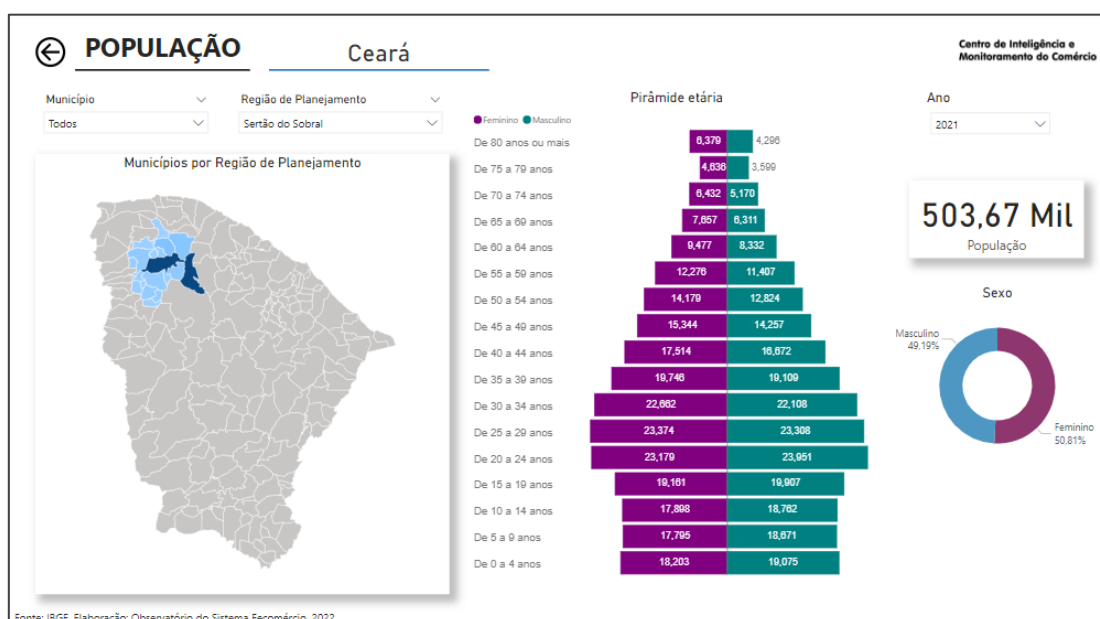 POPULAÇÃO
Ceará
Centro de Inteligência e
Monitoramento do Comércio
Município
Todos
Região de Planejamento
Sertão do Sobral
Municípios por Região de Planejamento
Pirâmide etária
Feminino Masculino
De 80 anos ou mais 6,379 4,296
De 75 a 79 anos 4,636 3,599
De 70 a 74 anos 6,432 5,170
De 65 a 69 anos 7,657 6,311
De 60 a 64 anos 9,477 8,332
De 55 a 59 anos 12,276 11,407
De 50 a 54 anos 14,179 12,824
De 45 a 49 anos 15,344 14,257
De 40 a 44 anos 17,514 16,672
De 35 a 39 anos 19,746 19,109
De 30 a 34 anos 22,662 22,108
De 25 a 29 anos 23,374 23,308
De 20 a 24 anos 23,179 23,951
De 15 a 19 anos 19,161 19,907
De 10 a 14 anos 17,898 18,762
De 5 a 9 anos 17,795 18,671
De 0 a 4 anos 18,203 19,075
Ano
2021
503,67 Mil
População
Sexo
Masculino
49,19%
Feminino
50,81%
Fonte: IBGE. Elaboração: Observatório do Sistema Fecomércio, 2022